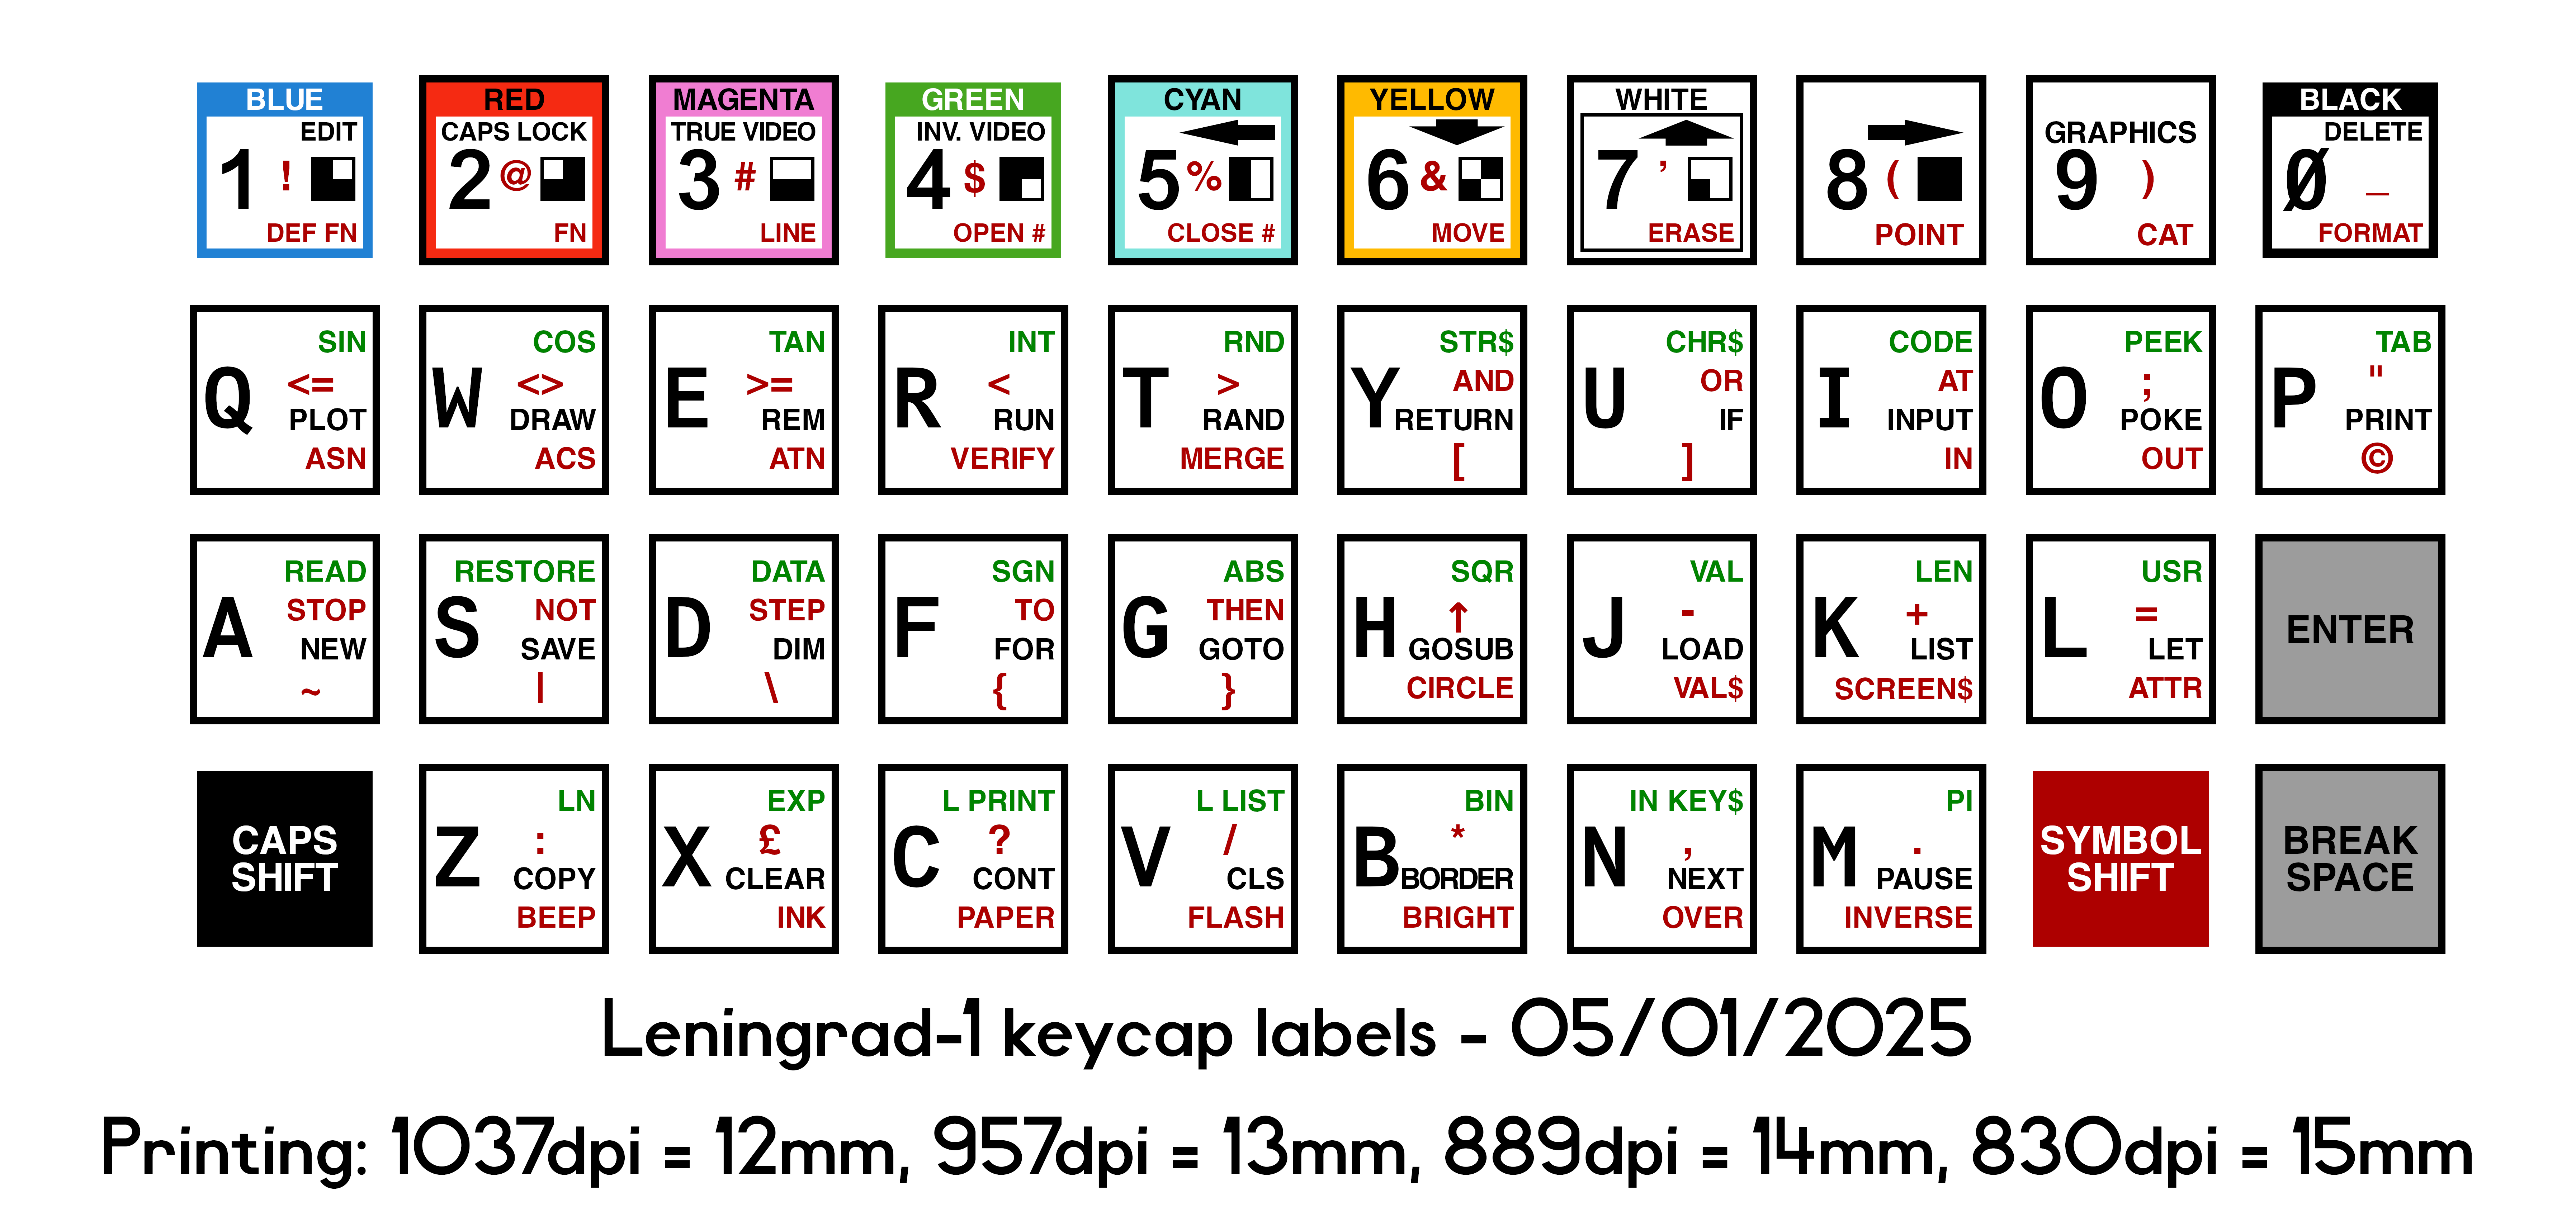 BLUE RED MAGENTA GREEN CYAN YELLOW WHITE BLACK
EDIT CAPS LOCK TRUE VIDEO INV. VIDEO GRAPHICS DELETE
1 ! 2 @ 3 # 4 $ 5 % 6 & 7 ' 8 ( 9 ) 0 _
DEF FN FN LINE OPEN # CLOSE # MOVE ERASE POINT CAT FORMAT
SIN COS TAN INT RND STR$ CHR$ CODE PEEK TAB
Q <= W <> E >= R < T > Y AND U OR I AT O ; P "
PLOT DRAW REM RUN RAND RETURN IF INPUT POKE PRINT
ASN ACS ATN VERIFY MERGE [ ] IN OUT ©
READ RESTORE DATA SGN ABS SQR VAL LEN USR
A STOP S NOT D STEP F TO G THEN H ↑ J - K + L = ENTER
NEW SAVE DIM FOR GOTO GOSUB LOAD LIST LET
~ | \ { } CIRCLE VAL$ SCREEN$ ATTR
LN EXP L PRINT L LIST BIN IN KEY$ PI
CAPS Z : X £ C ? V / B * N , M . SYMBOL BREAK
SHIFT COPY CLEAR CONT CLS BORDER NEXT PAUSE SHIFT SPACE
BEEP INK PAPER FLASH BRIGHT OVER INVERSE
Leningrad-1 keycap labels - 05/01/2025
Printing: 1037dpi = 12mm, 957dpi = 13mm, 889dpi = 14mm, 830dpi = 15mm